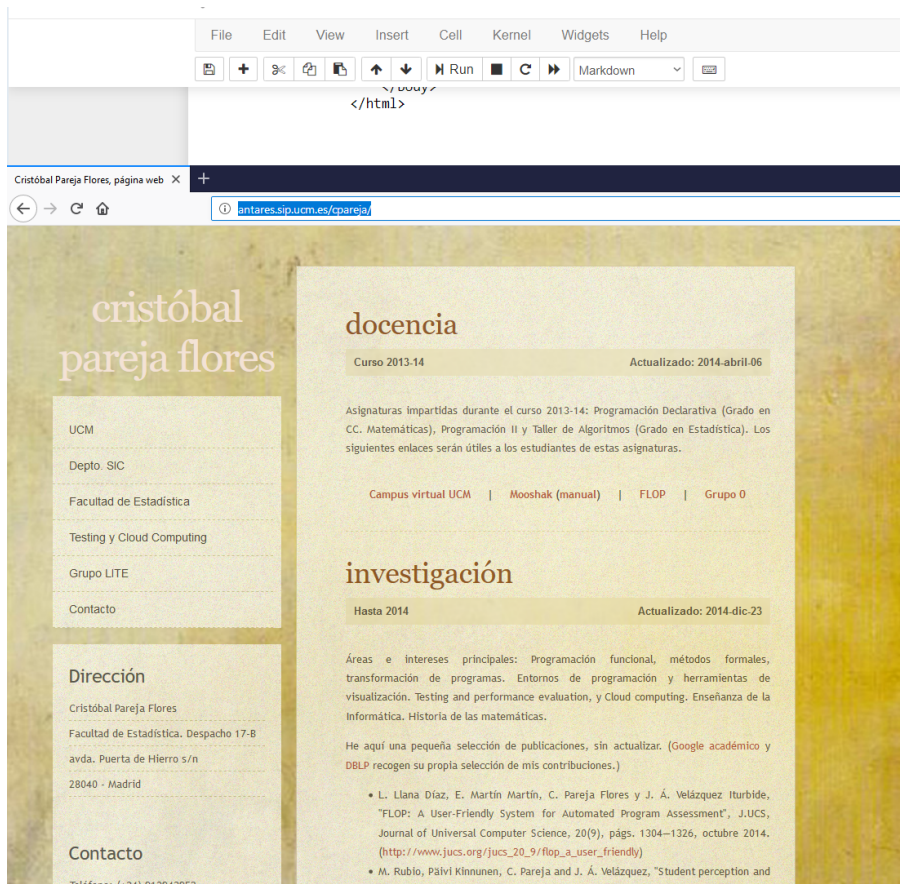 File Edit View Insert Cell Kernel Widgets Help
Run Markdown
</body>
</html>
Cristóbal Pareja Flores, página web
antares.sip.ucm.es/cpareja/
cristóbal
pareja flores
UCM
Depto. SIC
Facultad de Estadística
Testing y Cloud Computing
Grupo LITE
Contacto
Dirección
Cristóbal Pareja Flores
Facultad de Estadística. Despacho 17-B
avda. Puerta de Hierro s/n
28040 - Madrid
Contacto
docencia
Curso 2013-14 Actualizado: 2014-abril-06
Asignaturas impartidas durante el curso 2013-14: Programación Declarativa (Grado en
CC. Matemáticas), Programación II y Taller de Algoritmos (Grado en Estadística). Los
siguientes enlaces serán útiles a los estudiantes de estas asignaturas.
Campus virtual UCM | Mooshak (manual) | FLOP | Grupo 0
investigación
Hasta 2014 Actualizado: 2014-dic-23
Áreas e intereses principales: Programación funcional, métodos formales,
transformación de programas. Entornos de programación y herramientas de
visualización. Testing and performance evaluation, y Cloud computing. Enseñanza de la
Informática. Historia de las matemáticas.
He aquí una pequeña selección de publicaciones, sin actualizar. (Google académico y
DBLP recogen su propia selección de mis contribuciones.)
• L. Llana Díaz, E. Martín Martín, C. Pareja Flores y J. Á. Velázquez Iturbide,
"FLOP: A User-Friendly System for Automated Program Assessment", J.UCS,
Journal of Universal Computer Science, 20(9), págs. 1304—1326, octubre 2014.
(http://www.jucs.org/jucs_20_9/flop_a_user_friendly)
• M. Rubio, Päivi Kinnunen, C. Pareja y J. Á. Velázquez, "Student perception and